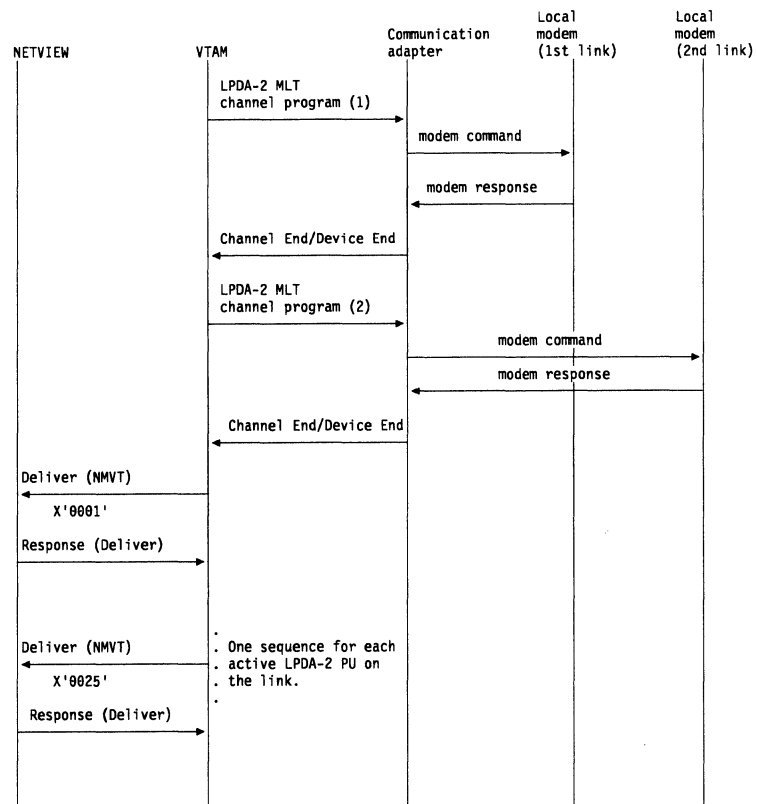 Local Local
Communication modem modem
NETVIEW VTAM adapter (1st link) (2nd link)
LPDA-2 MLT
channel program (1)
modem command
modem response
Channel End/Device End
LPDA-2 MLT
channel program (2)
modem command
modem response
Channel End/Device End
Deliver (NMVT)
X'0001'
Response (Deliver)
Deliver (NMVT) . One sequence for each
. active LPDA-2 PU on
X'0025' . the link.
Response (Deliver)